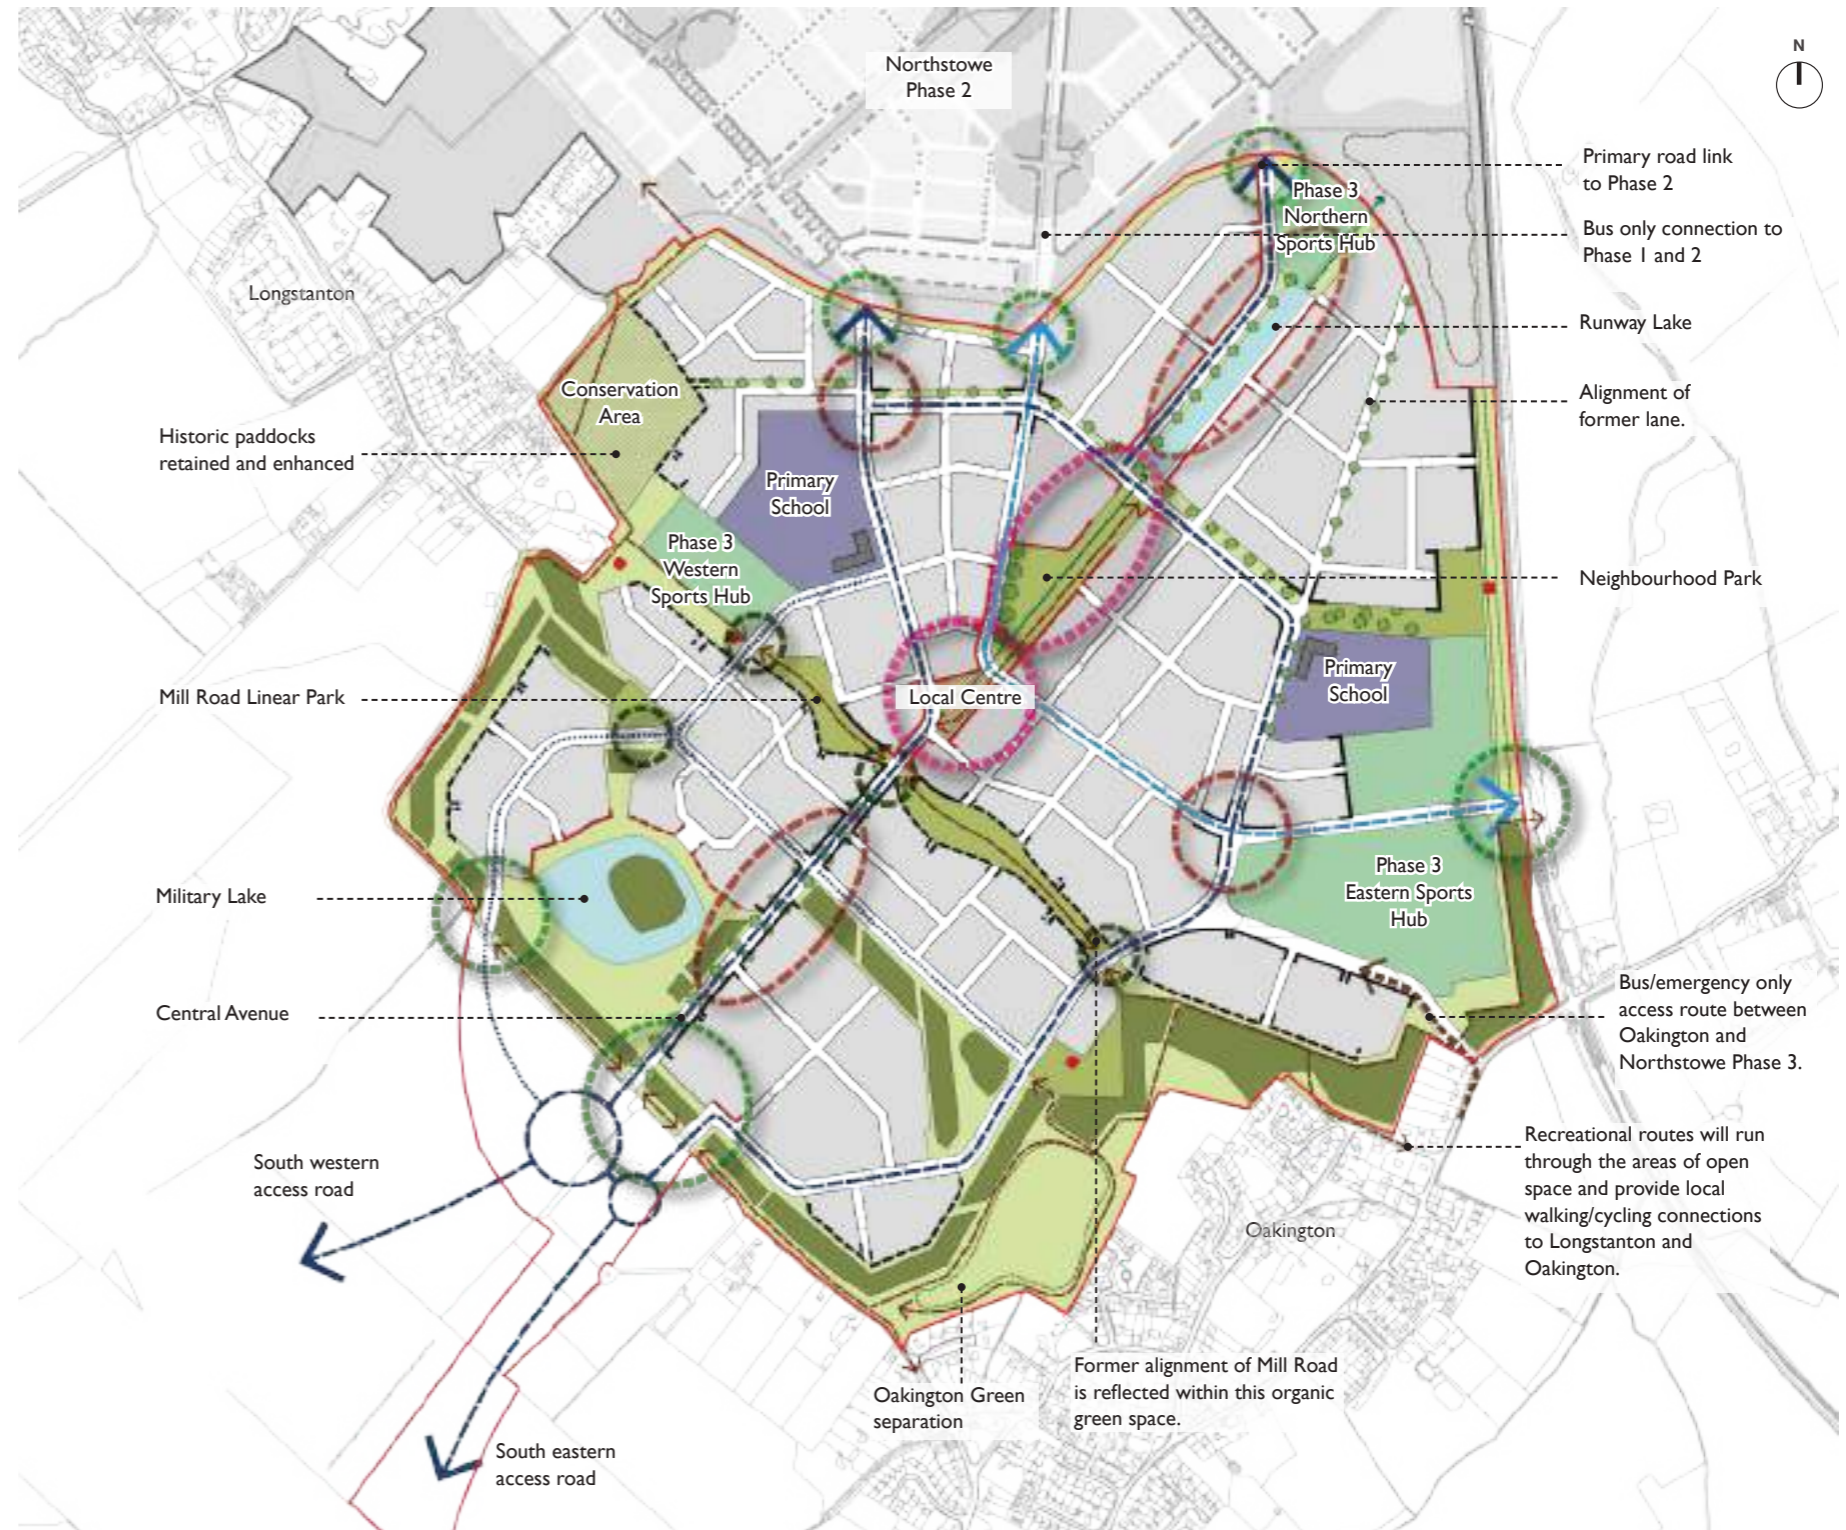 Northstowe
Phase 2
N
Primary road link
to Phase 2
Phase 3
Northern
Sports Hub
Bus only connection to
Phase 1 and 2
Longstanton
Runway Lake
Conservation
Area
Alignment of
former lane.
Historic paddocks
retained and enhanced
Primary
School
Phase 3
Western
Sports Hub
Neighbourhood Park
Mill Road Linear Park
Local Centre
Primary
School
Military Lake
Phase 3
Eastern Sports
Hub
Central Avenue
Bus/emergency only
access route between
Oakington and
Northstowe Phase 3.
South western
access road
Recreational routes will run
through the areas of open
space and provide local
walking/cycling connections
to Longstanton and
Oakington.
Oakington
Oakington Green
separation
Former alignment of Mill Road
is reflected within this organic
green space.
South eastern
access road